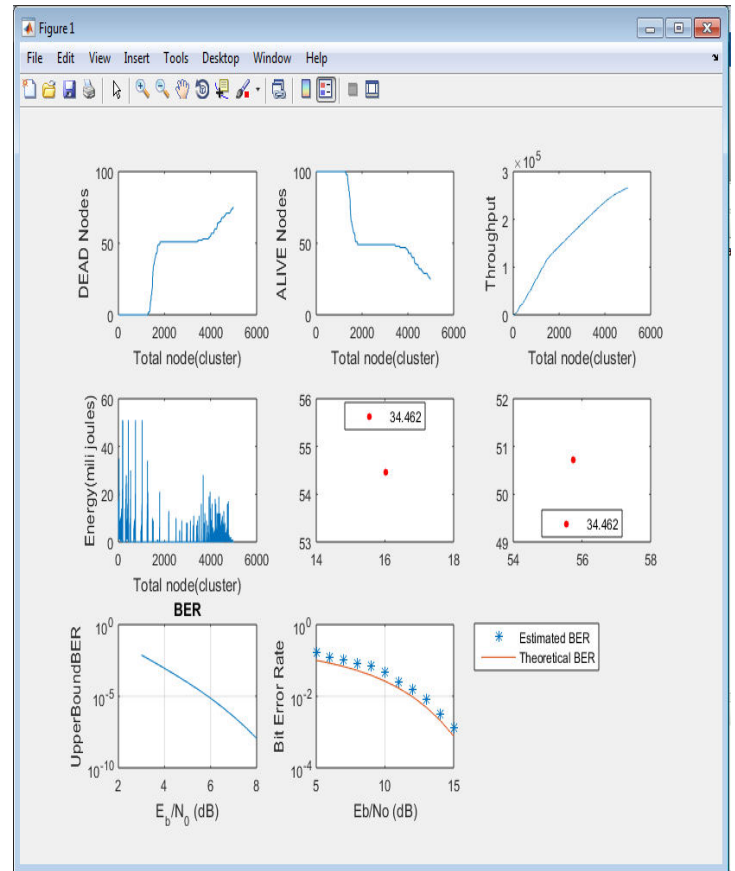 Figure 1
File Edit View Insert Tools Desktop Window Help
100
50
0
DEAD Nodes
0 2000 4000 6000
Total node(cluster)
100
50
0
ALIVE Nodes
0 2000 4000 6000
Total node(cluster)
× 10^5
3
2
1
0
Throughput
0 2000 4000 6000
Total node(cluster)
60
40
20
0
Energy(mili joules)
0 2000 4000 6000
Total node(cluster)
56
55
54
53
34.462
14 16 18
52
51
50
49
34.462
54 56 58
BER
10^0
10^-5
10^-10
UpperBoundBER
2 4 6 8
E_b/N_0 (dB)
10^0
10^-2
10^-4
Bit Error Rate
5 10 15
Eb/No (dB)
Estimated BER
Theoretical BER